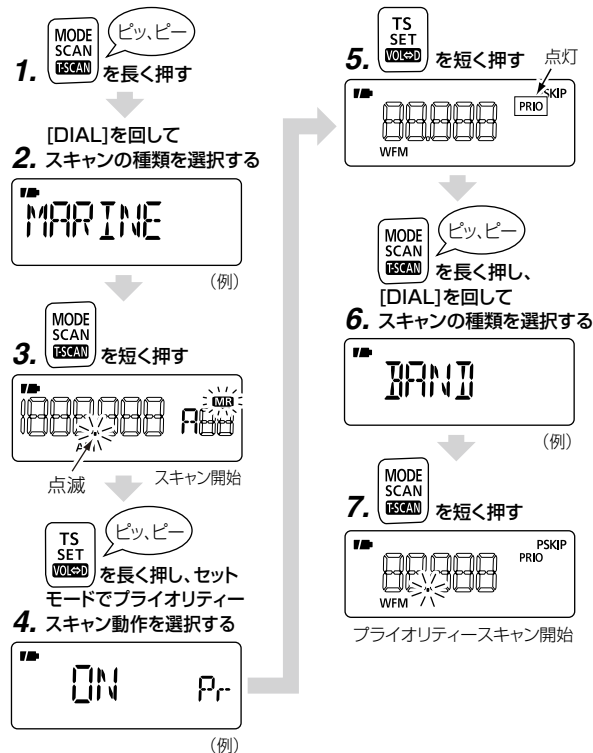 MODE
SCAN
T-SCAN
ピッ、ピー
1. を長く押す
[DIAL]を回して
2. スキャンの種類を選択する
MARINE
(例)
MODE
SCAN
T-SCAN
3. を短く押す
MR
A
点滅
スキャン開始
TS
SET
VOL⇔D
ピッ、ピー
を長く押し、セット
モードでプライオリティー
4. スキャン動作を選択する
ON Pr
(例)
TS
SET
VOL⇔D
5. を短く押す
点灯
PSKIP
PRIO
WFM
MODE
SCAN
T-SCAN
ピッ、ピー
を長く押し、
[DIAL]を回して
6. スキャンの種類を選択する
BAND
(例)
MODE
SCAN
T-SCAN
7. を短く押す
PSKIP
PRIO
WFM
プライオリティースキャン開始